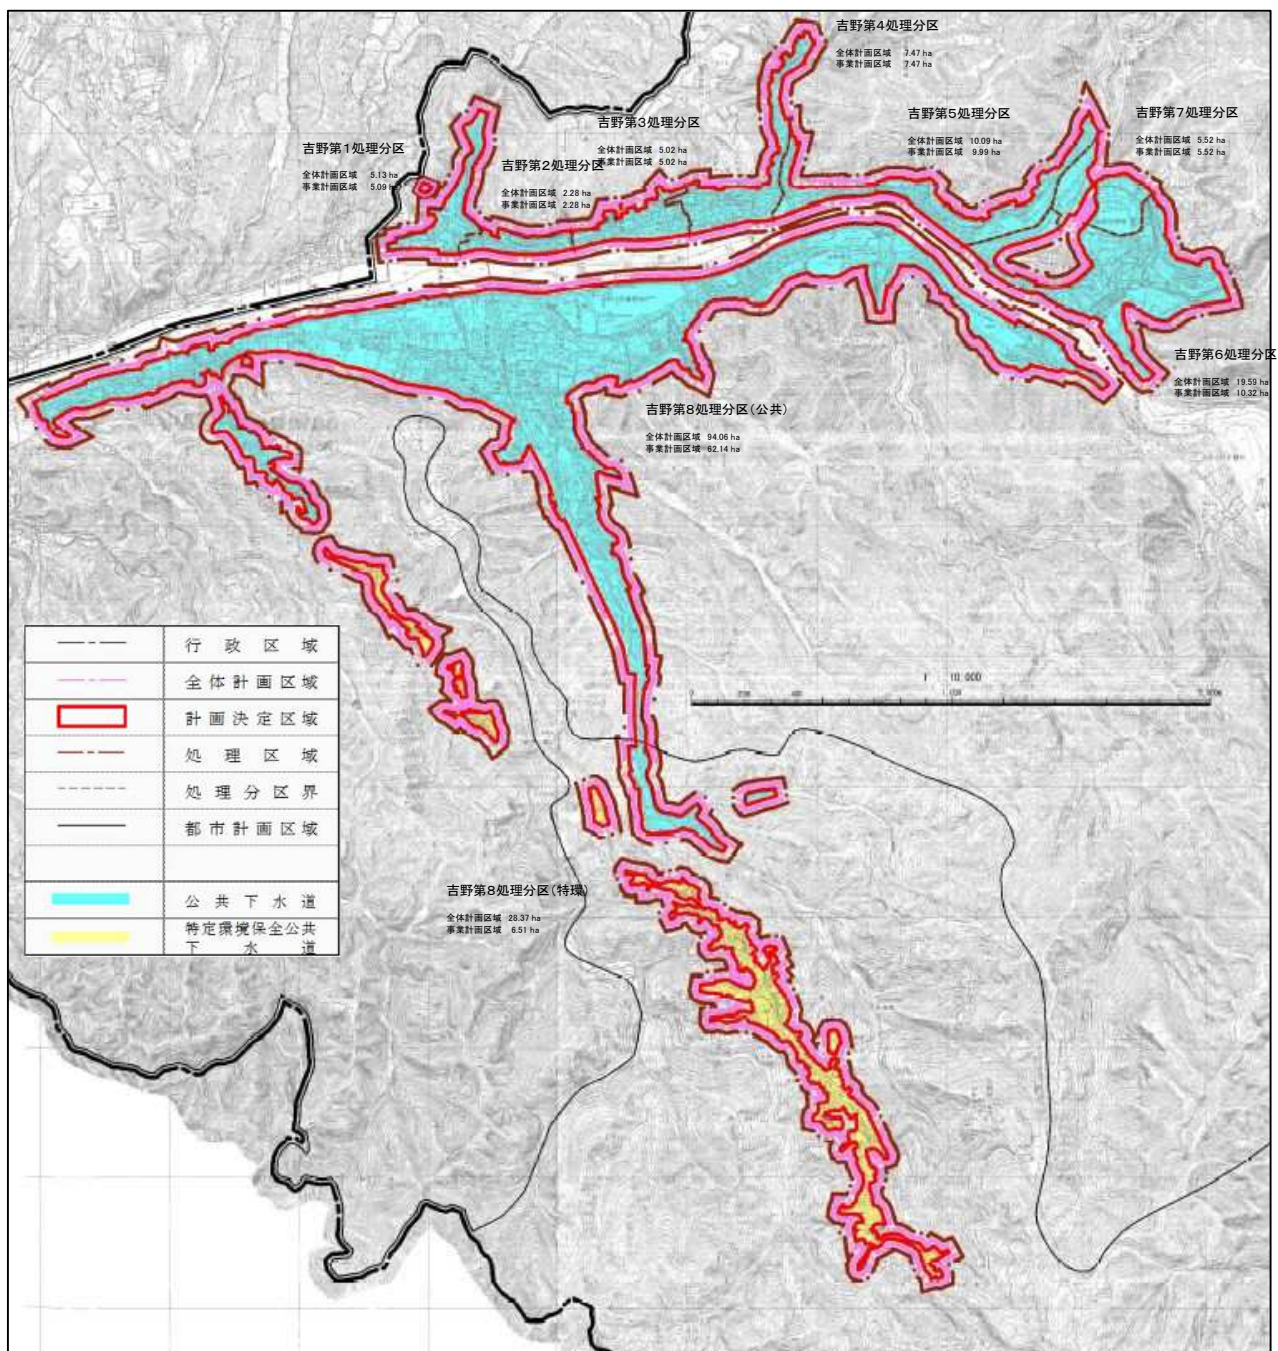 吉野第4処理分区
全体計画区域 7.47 ha
事業計画区域 7.47 ha
吉野第3処理分区
全体計画区域 5.02 ha
事業計画区域 5.02 ha
吉野第5処理分区
全体計画区域 10.09 ha
事業計画区域 9.99 ha
吉野第7処理分区
全体計画区域 5.52 ha
事業計画区域 5.52 ha
吉野第1処理分区
全体計画区域 5.13 ha
事業計画区域 5.09 ha
吉野第2処理分区
全体計画区域 2.28 ha
事業計画区域 2.28 ha
吉野第6処理分区
全体計画区域 19.59 ha
事業計画区域 10.32 ha
吉野第8処理分区(公共)
全体計画区域 94.06 ha
事業計画区域 62.14 ha
行政区域
全体計画区域
計画決定区域
処理区域
処理分区界
都市計画区域
公共下水道
特定環境保全公共
下水道
吉野第8処理分区(特環)
全体計画区域 28.37 ha
事業計画区域 6.51 ha